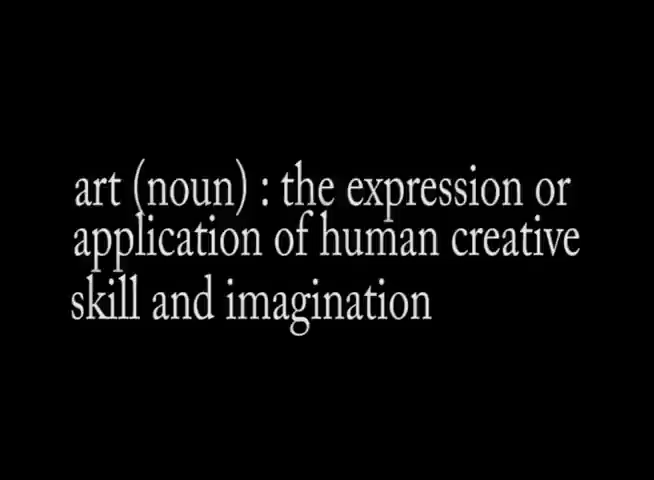 art (noun) : the expression or
application of human creative
skill and imagination